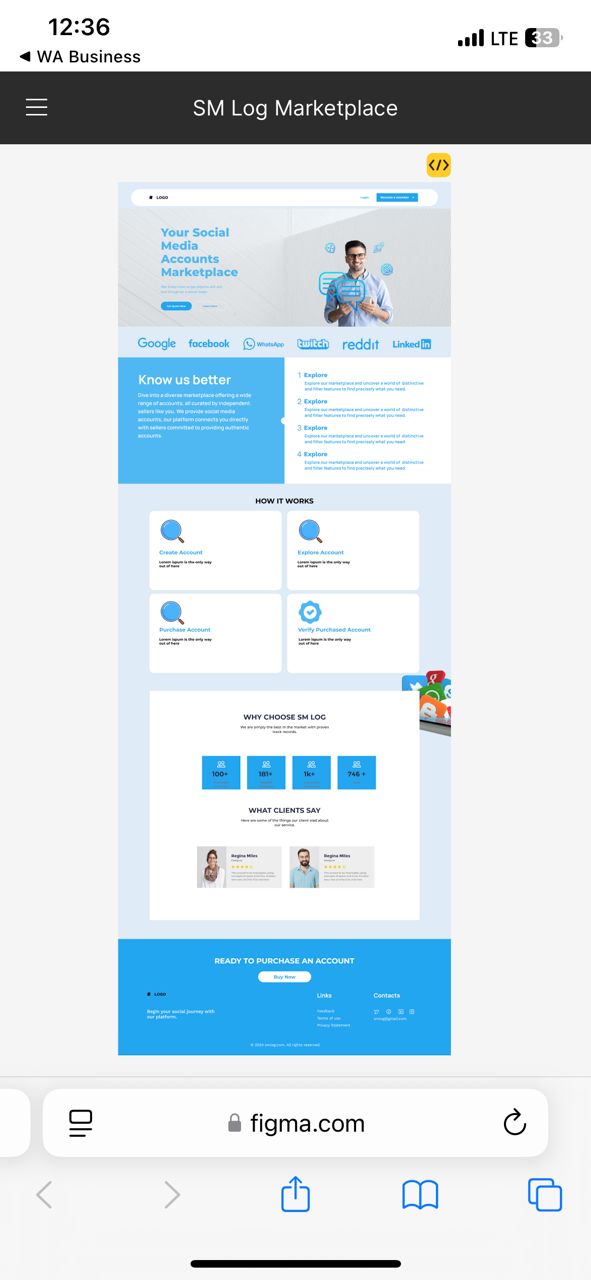 12:36
LTE
33
WA Business
SM Log Marketplace
</>
LOGO
Login
Become a member
Your Social
Media
Accounts
Marketplace
Google
facebook
WhatsApp
twitch
reddit
Linked in
Know us better
Dive into a diverse marketplace offering a wide
range of accounts, all curated by independent
sellers like you. We provide social media
accounts, our platform connects you directly
with sellers committed to providing authentic
accounts.
1 Explore
Explore our marketplace and uncover a world of distinctive
and filter features to find precisely what you need.
2 Explore
Explore our marketplace and uncover a world of distinctive
and filter features to find precisely what you need.
3 Explore
Explore our marketplace and uncover a world of distinctive
and filter features to find precisely what you need.
4 Explore
Explore our marketplace and uncover a world of distinctive
and filter features to find precisely what you need.
HOW IT WORKS
Create Account
Lorem ispum is the only way
out of here
Explore Account
Lorem ispum is the only way
out of here
Purchase Account
Lorem ispum is the only way
out of here
Verify Purchased Account
Lorem ispum is the only way
out of here
WHY CHOOSE SM LOG
We are simply the best in the market with proven
track records.
100+
181+
1k+
746 +
WHAT CLIENTS SAY
Here are some of the things our client said about
our service.
Regina Miles
Designer
Regina Miles
Designer
READY TO PURCHASE AN ACCOUNT
Buy Now
LOGO
Begin your social journey with
our platform.
Links
Feedback
Terms of use
Privacy Statement
Contacts
smlog@gmail.com
© 2024 smlog.com. All rights reserved
figma.com